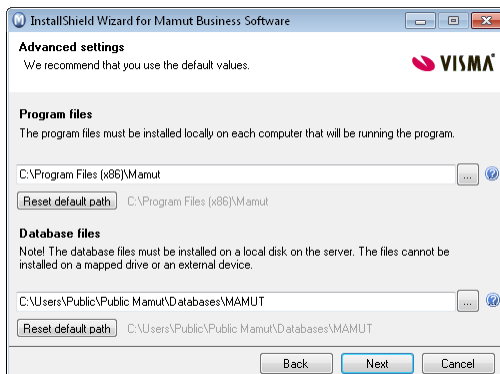 InstallShield Wizard for Mamut Business Software
Advanced settings
We recommend that you use the default values.
VISMA
Program files
The program files must be installed locally on each computer that will be running the program.
C:\Program Files (x86)\Mamut
...
Reset default path
C:\Program Files (x86)\Mamut
Database files
Note! The database files must be installed on a local disk on the server. The files cannot be
installed on a mapped drive or an external device.
C:\Users\Public\Public Mamut\Databases\MAMUT
...
Reset default path
C:\Users\Public\Public Mamut\Databases\MAMUT
Back
Next
Cancel